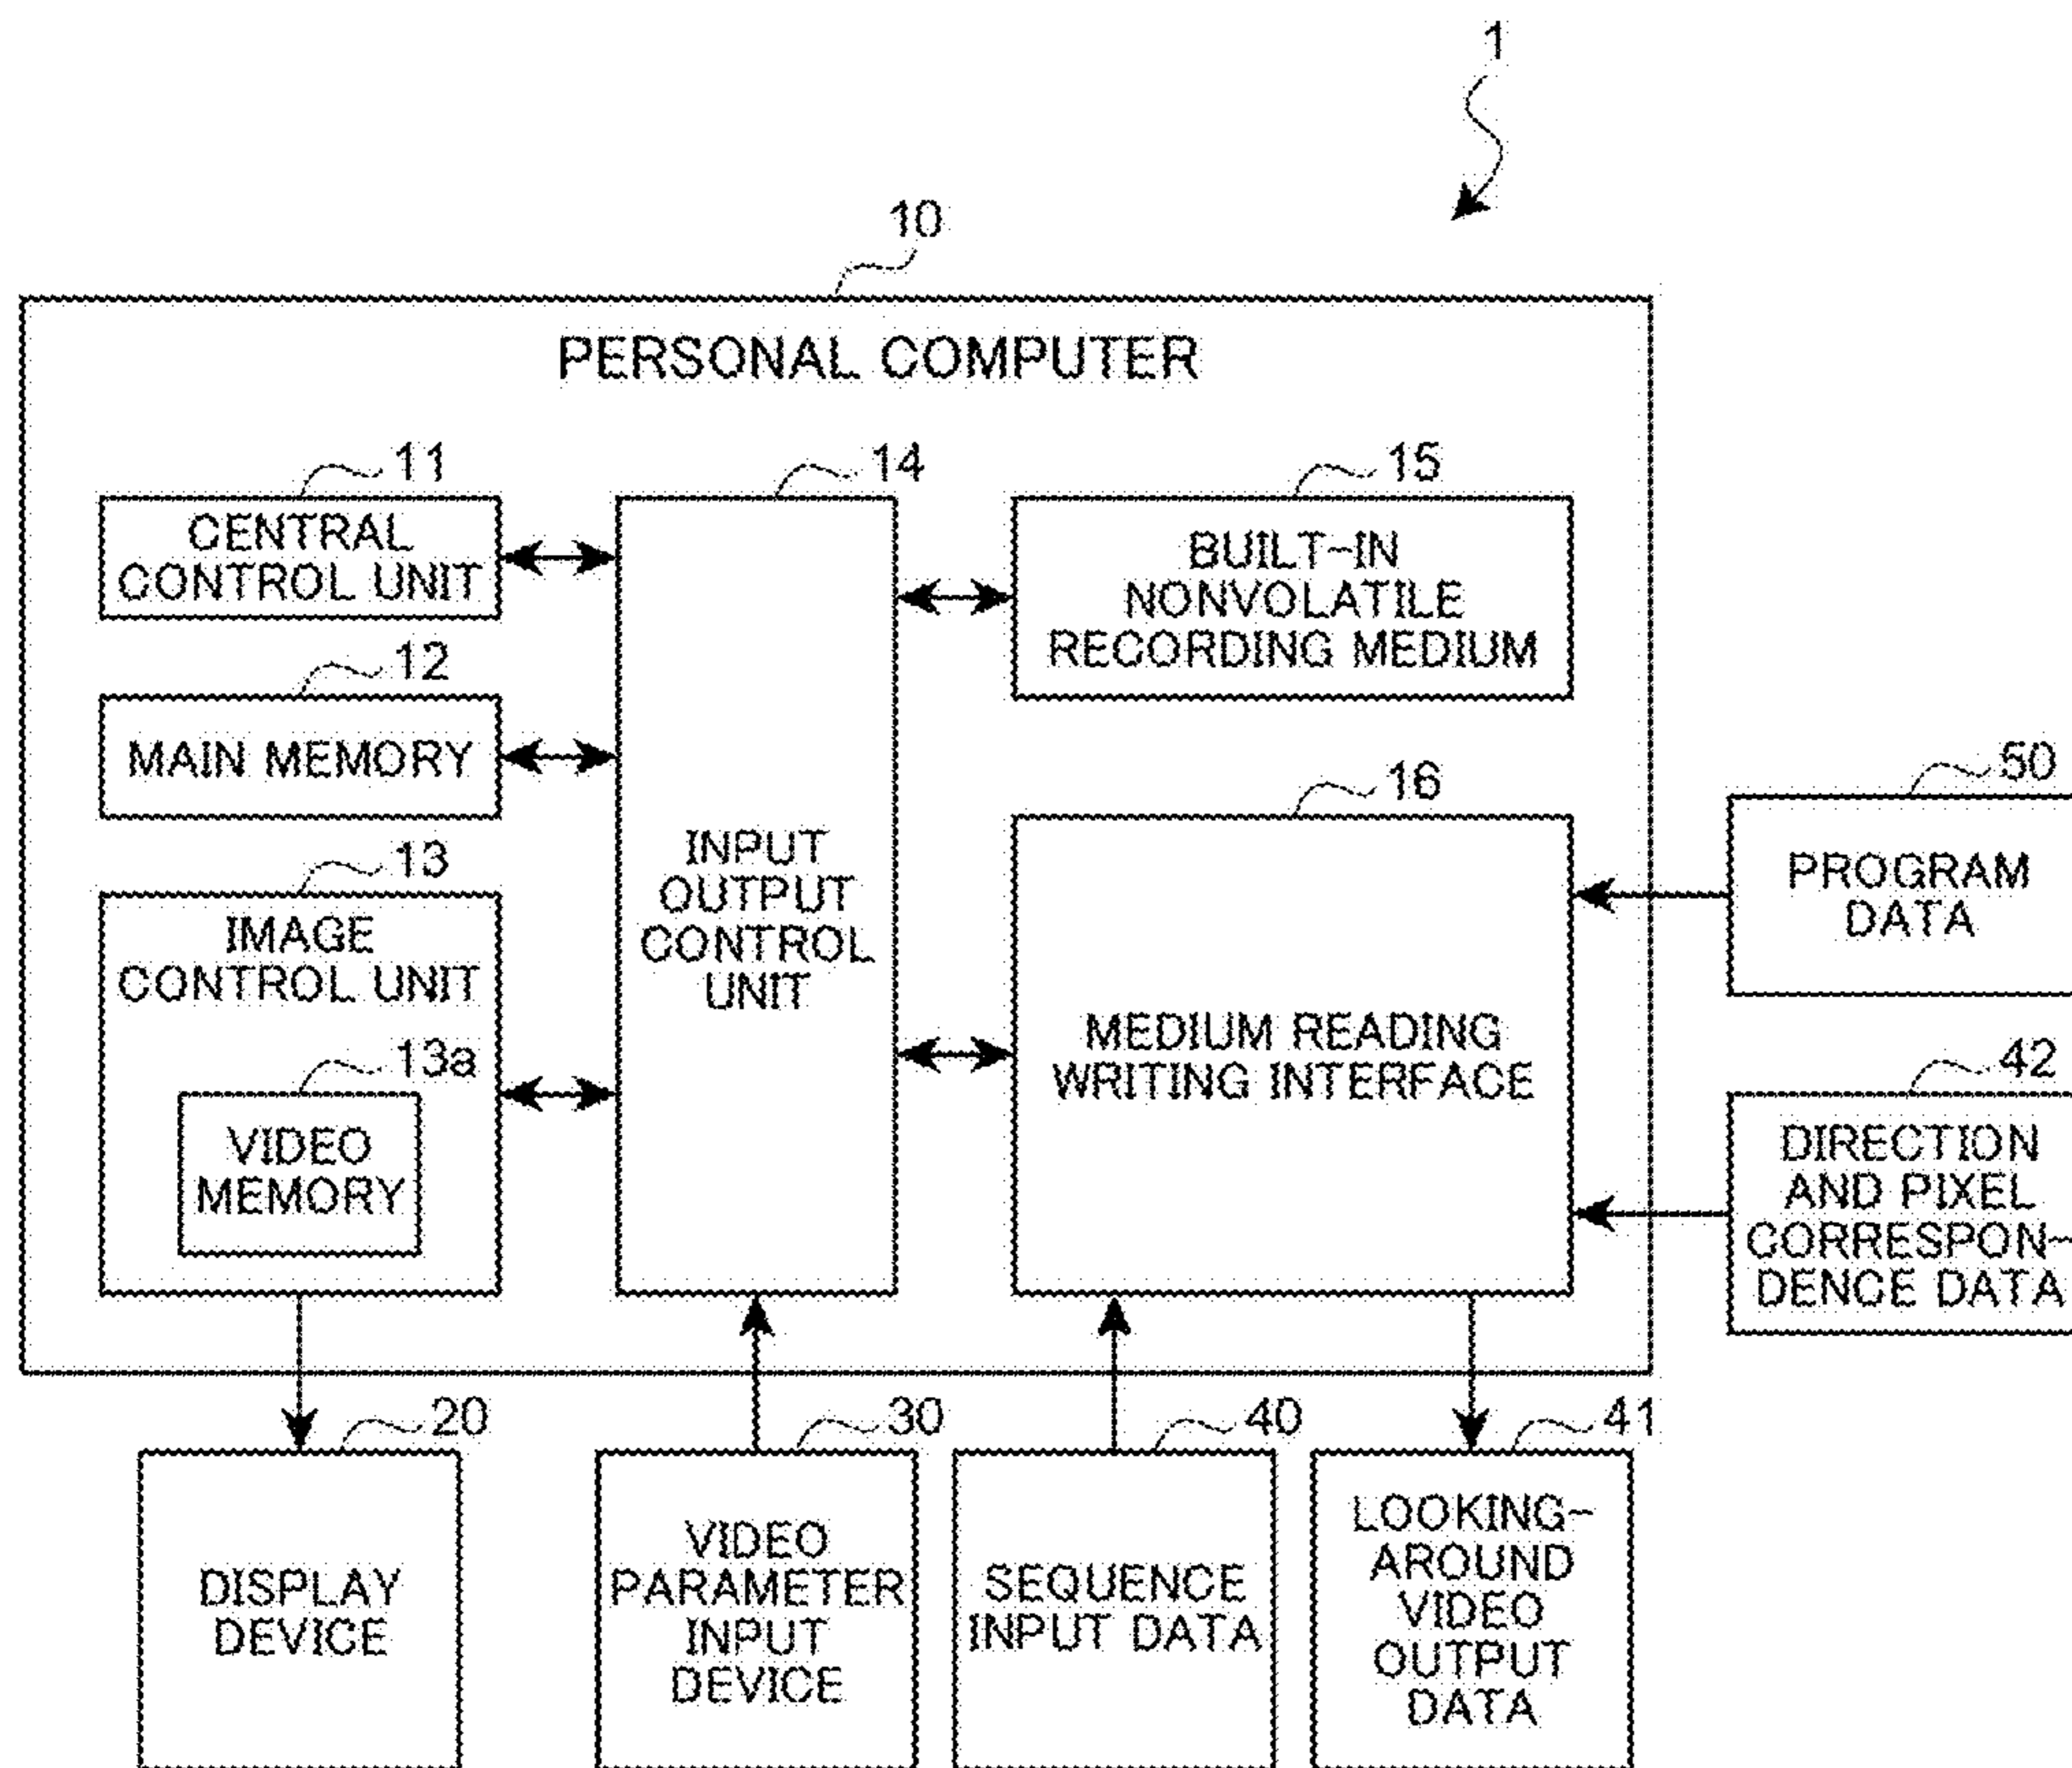 1
10
PERSONAL COMPUTER
11
CENTRAL
CONTROL UNIT
12
MAIN MEMORY
13
IMAGE
CONTROL UNIT
13a
VIDEO
MEMORY
14
INPUT
OUTPUT
CONTROL
UNIT
15
BUILT-IN
NONVOLATILE
RECORDING MEDIUM
16
MEDIUM READING
WRITING INTERFACE
50
PROGRAM
DATA
42
DIRECTION
AND PIXEL
CORRESPON-
DENCE DATA
20
DISPLAY
DEVICE
30
VIDEO
PARAMETER
INPUT
DEVICE
40
SEQUENCE
INPUT DATA
41
LOOKING-
AROUND
VIDEO
OUTPUT
DATA